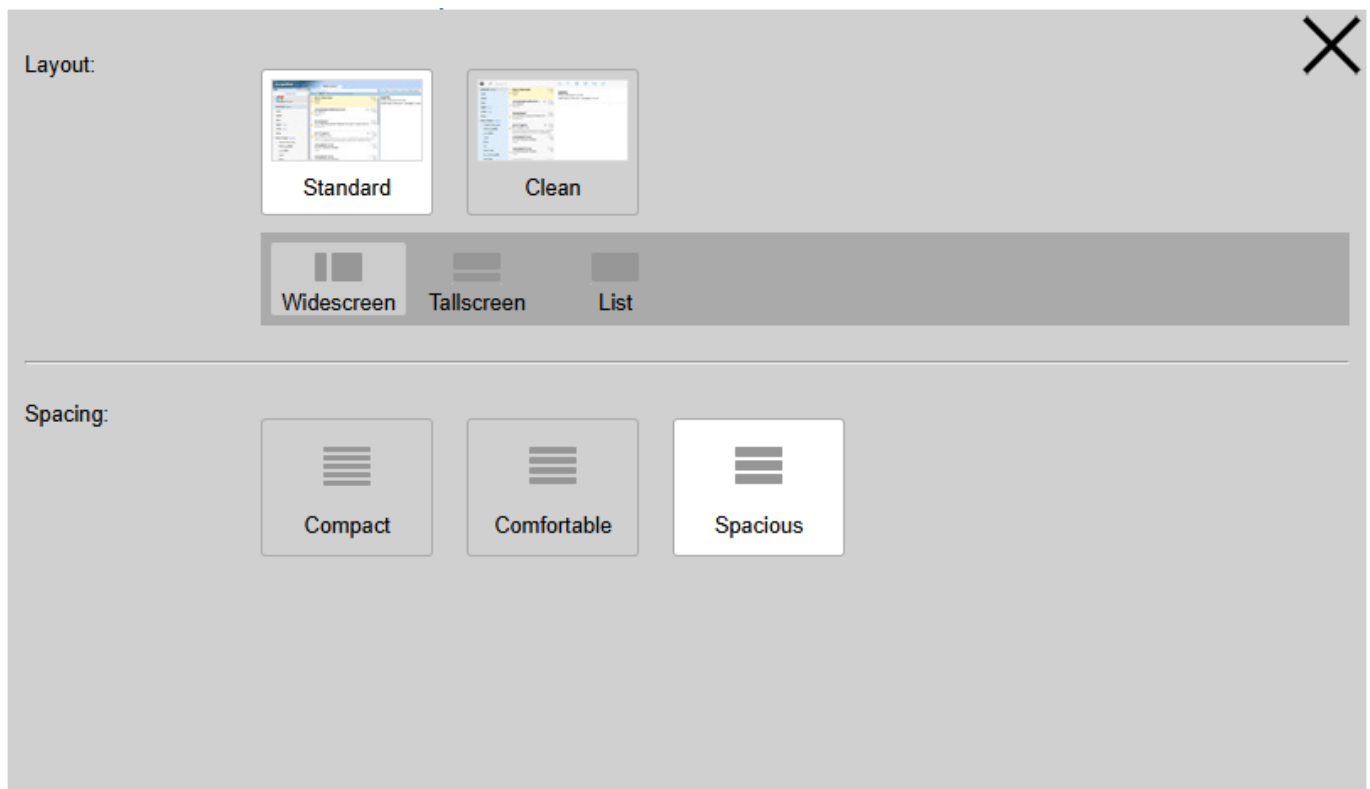 Layout:
Standard
Clean
Widescreen
Tallscreen
List
Spacing:
Compact
Comfortable
Spacious